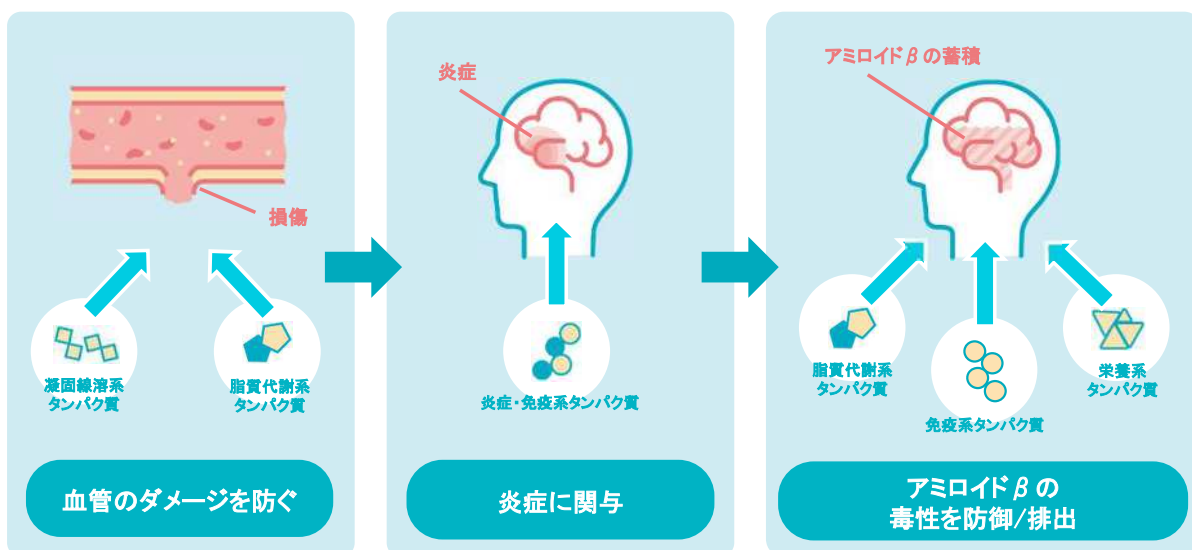 損傷
凝固線溶系
タンパク質
脂質代謝系
タンパク質
血管のダメージを防ぐ
炎症
炎症・免疫系タンパク質
炎症に関与
アミロイドβの蓄積
脂質代謝系
タンパク質
免疫系タンパク質
栄養系
タンパク質
アミロイドβの
毒性を防御/排出